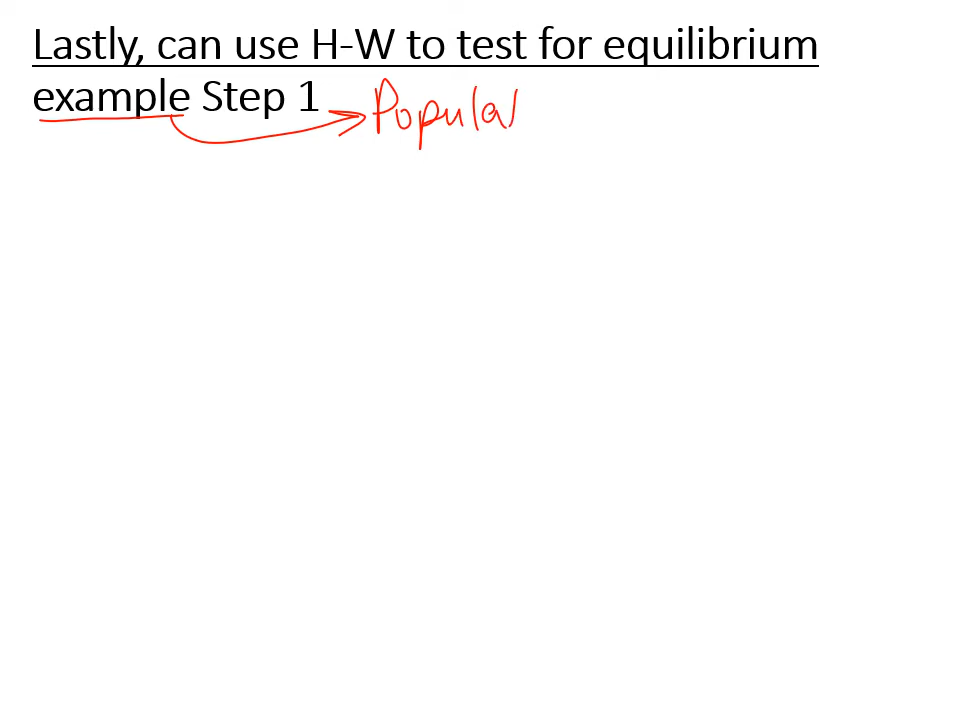 Lastly, can use H-W to test for equilibrium
example Step 1 Popula